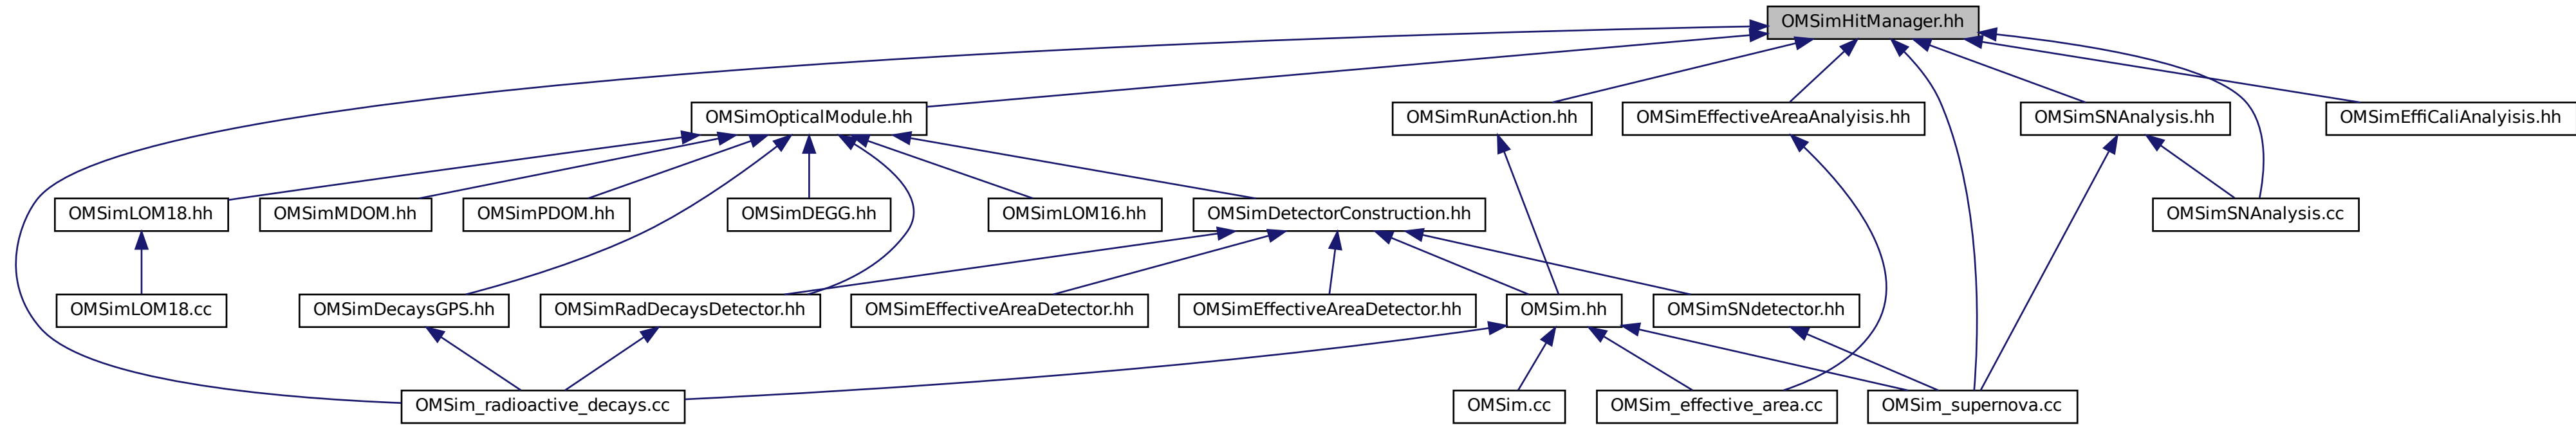 OMSimHitManager.hh
OMSimOpticalModule.hh
OMSimRunAction.hh
OMSimEffectiveAreaAnalyisis.hh
OMSimSNAnalysis.hh
OMSimEffiCaliAnalyisis.hh
OMSimLOM18.hh
OMSimMDOM.hh
OMSimPDOM.hh
OMSimDEGG.hh
OMSimLOM16.hh
OMSimDetectorConstruction.hh
OMSimSNAnalysis.cc
OMSimLOM18.cc
OMSimDecaysGPS.hh
OMSimRadDecaysDetector.hh
OMSimEffectiveAreaDetector.hh
OMSimEffectiveAreaDetector.hh
OMSim.hh
OMSimSNdetector.hh
OMSim_radioactive_decays.cc
OMSim.cc
OMSim_effective_area.cc
OMSim_supernova.cc